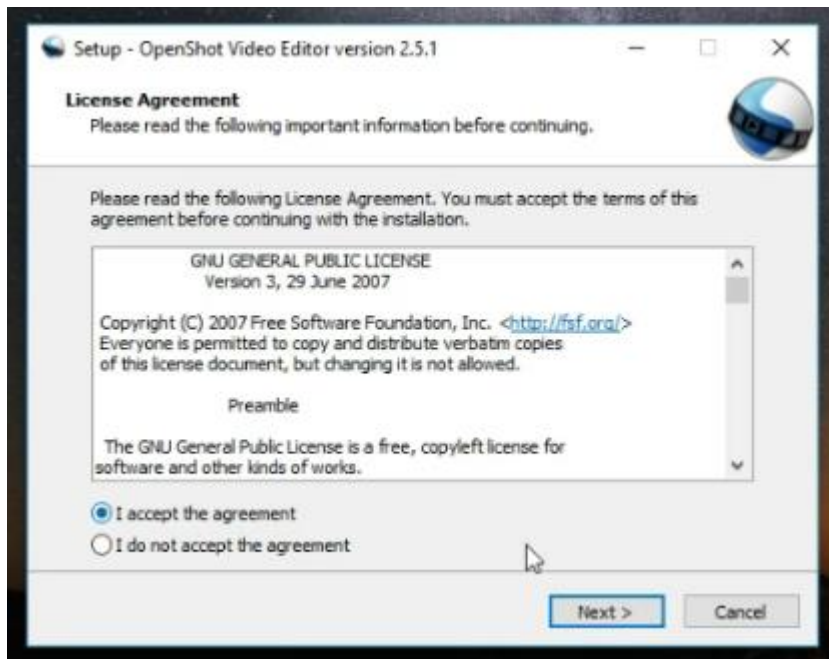 Setup - OpenShot Video Editor version 2.5.1
License Agreement
Please read the following important information before continuing.
Please read the following License Agreement. You must accept the terms of this
agreement before continuing with the installation.
GNU GENERAL PUBLIC LICENSE
Version 3, 29 June 2007
Copyright (C) 2007 Free Software Foundation, Inc. <http://fsf.org/>
Everyone is permitted to copy and distribute verbatim copies
of this license document, but changing it is not allowed.
Preamble
The GNU General Public License is a free, copyleft license for
software and other kinds of works.
I accept the agreement
I do not accept the agreement
Next >
Cancel